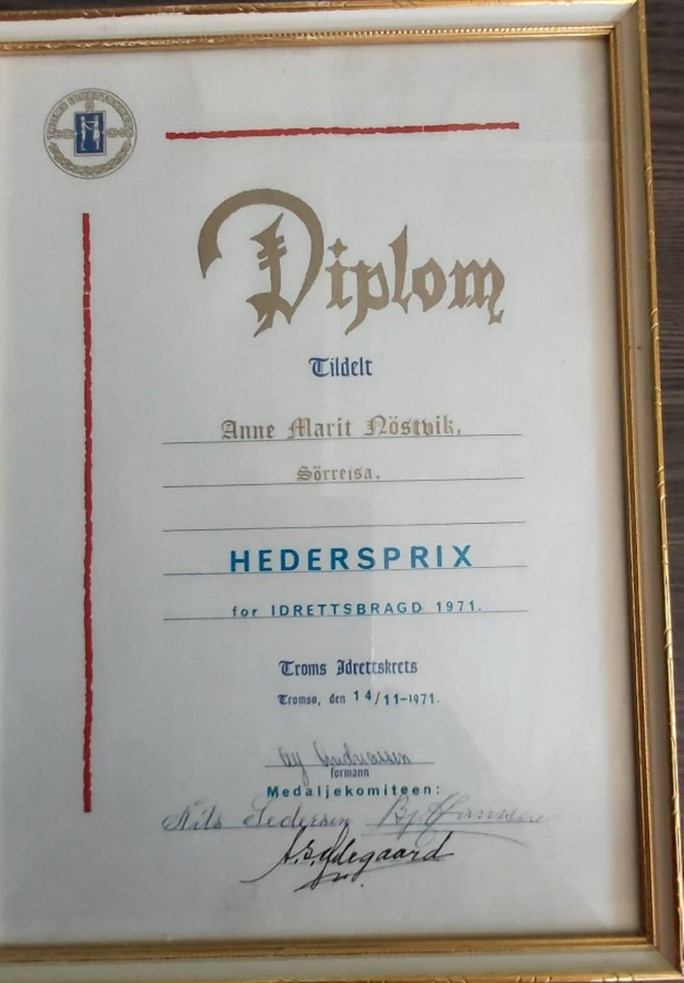 Diplom
Tildelt
Anne Marit Nöstvik.
Sörreisa.
HEDERSPRIX
for IDRETTSBRAGD 1971.
Troms Idrettskrets
Tromsø, den 14/11-1971.
formann
Medaljekomiteen:
Nils Pedersen